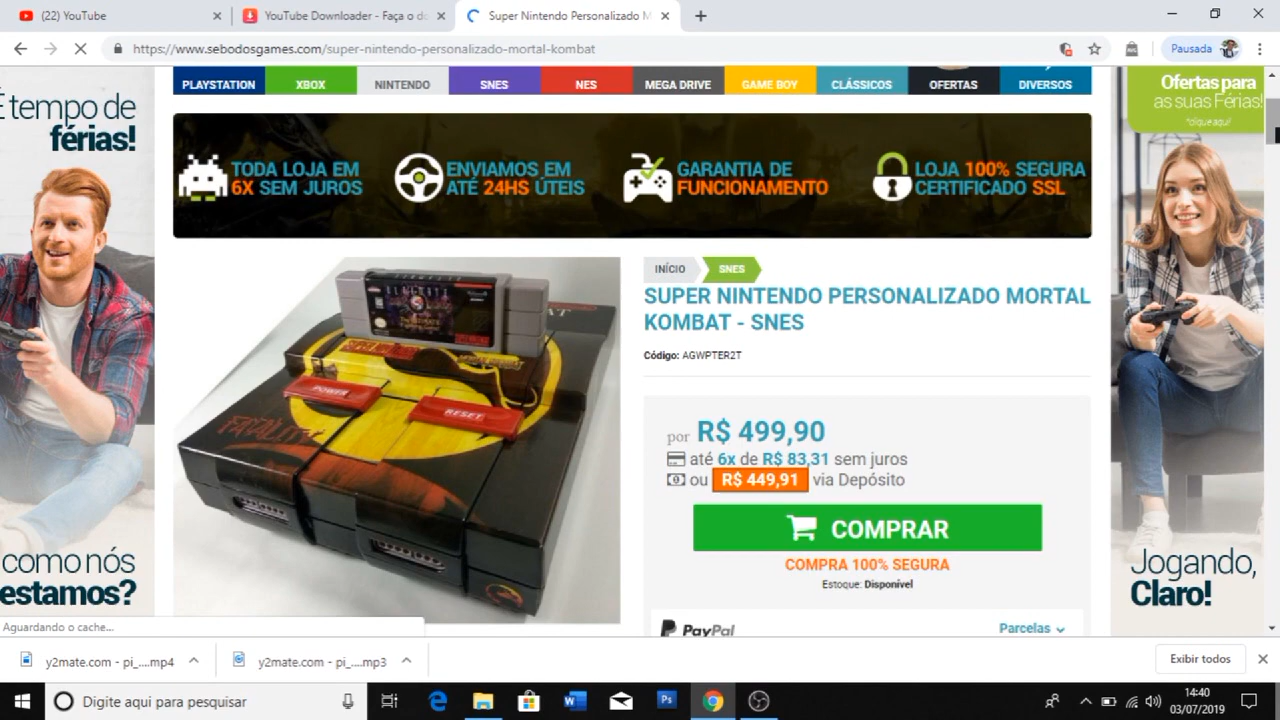 (22) YouTube
YouTube Downloader - Faça o do
Super Nintendo Personalizado M
https://www.sebodosgames.com/super-nintendo-personalizado-mortal-kombat
Pausada
PLAYSTATION
XBOX
NINTENDO
SNES
NES
MEGA DRIVE
GAME BOY
CLÁSSICOS
OFERTAS
DIVERSOS
É tempo de
férias!
como nós
estamos?
TODA LOJA EM
6X SEM JUROS
ENVIAMOS EM
ATÉ 24HS ÚTEIS
GARANTIA DE
FUNCIONAMENTO
LOJA 100% SEGURA
CERTIFICADO SSL
Ofertas para
as suas Férias!
*clique aqui
Jogando,
Claro!
POWER
RESET
FATALITY
INÍCIO
SNES
SUPER NINTENDO PERSONALIZADO MORTAL
KOMBAT - SNES
Código: AGWPTER2T
por R$ 499,90
até 6x de R$ 83,31 sem juros
ou R$ 449,91 via Depósito
COMPRAR
COMPRA 100% SEGURA
Estoque: Disponível
PayPal
Parcelas
Aguardando o cache...
y2mate.com - pi_....mp4
y2mate.com - pi_....mp3
Exibir todos
Digite aqui para pesquisar
14:40
03/07/2019